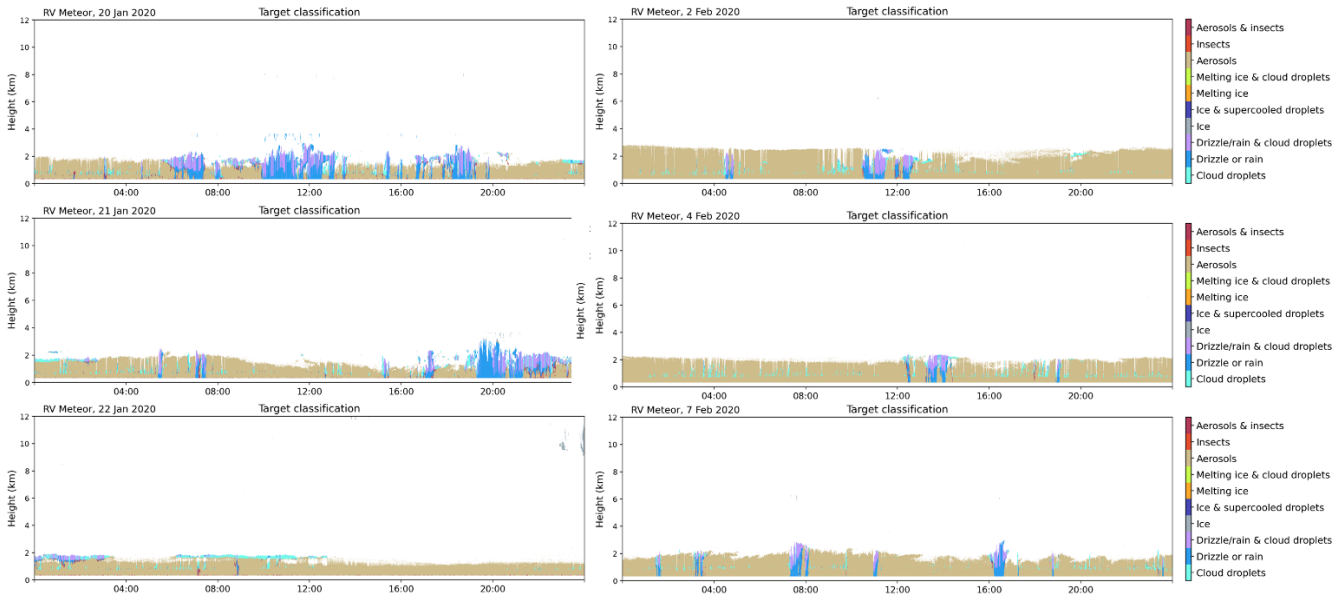 RV Meteor, 20 Jan 2020 Target classification
Height (km)
12
10
8
6
4
2
0
04:00 08:00 12:00 16:00 20:00
RV Meteor, 2 Feb 2020 Target classification
Height (km)
12
10
8
6
4
2
0
04:00 08:00 12:00 16:00 20:00
Aerosols & insects
Insects
Aerosols
Melting ice & cloud droplets
Melting ice
Ice & supercooled droplets
Ice
Drizzle/rain & cloud droplets
Drizzle or rain
Cloud droplets
RV Meteor, 21 Jan 2020 Target classification
Height (km)
12
10
8
6
4
2
0
04:00 08:00 12:00 16:00 20:00
RV Meteor, 4 Feb 2020 Target classification
Height (km)
Height (km)
12
10
8
6
4
2
0
04:00 08:00 12:00 16:00 20:00
Aerosols & insects
Insects
Aerosols
Melting ice & cloud droplets
Melting ice
Ice & supercooled droplets
Ice
Drizzle/rain & cloud droplets
Drizzle or rain
Cloud droplets
RV Meteor, 22 Jan 2020 Target classification
Height (km)
12
10
8
6
4
2
0
04:00 08:00 12:00 16:00 20:00
RV Meteor, 7 Feb 2020 Target classification
Height (km)
12
10
8
6
4
2
0
04:00 08:00 12:00 16:00 20:00
Aerosols & insects
Insects
Aerosols
Melting ice & cloud droplets
Melting ice
Ice & supercooled droplets
Ice
Drizzle/rain & cloud droplets
Drizzle or rain
Cloud droplets